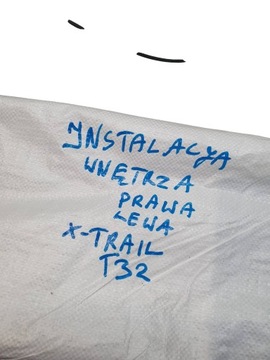 INSTALACJA
WNĘTRZA
PRAWA
LEWA
X-TRAIL
T32